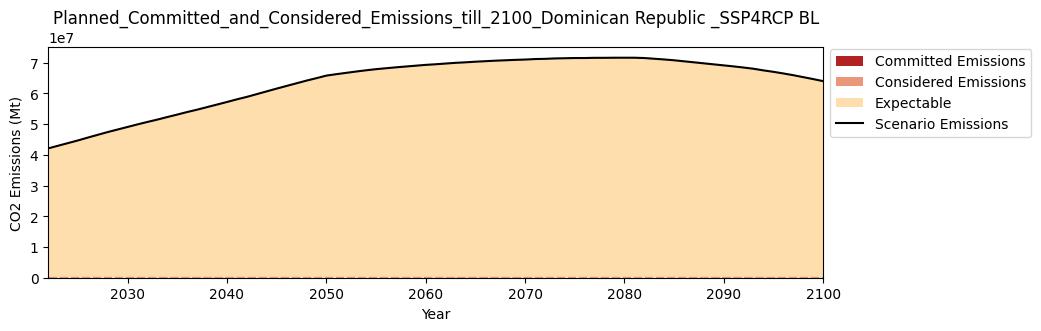 Planned_Committed_and_Considered_Emissions_till_2100_Dominican Republic _SSP4RCP BL
1e7
7
6
5
4
3
2
1
0
CO2 Emissions (Mt)
2030 2040 2050 2060 2070 2080 2090 2100
Year
Committed Emissions
Considered Emissions
Expectable
Scenario Emissions